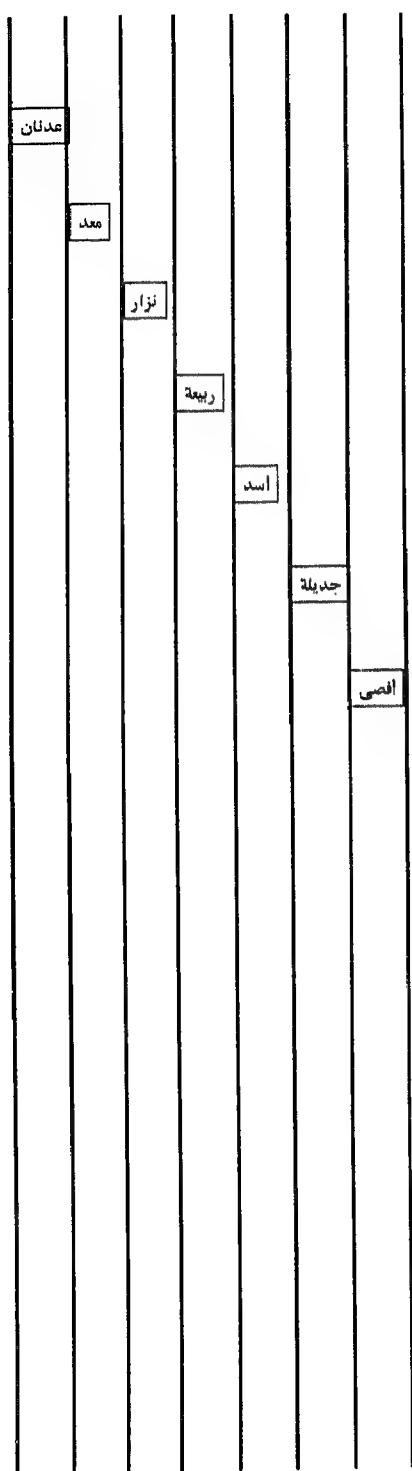 عدنان
معد
نزار
ربيعة
اسد
جديلة
افصى